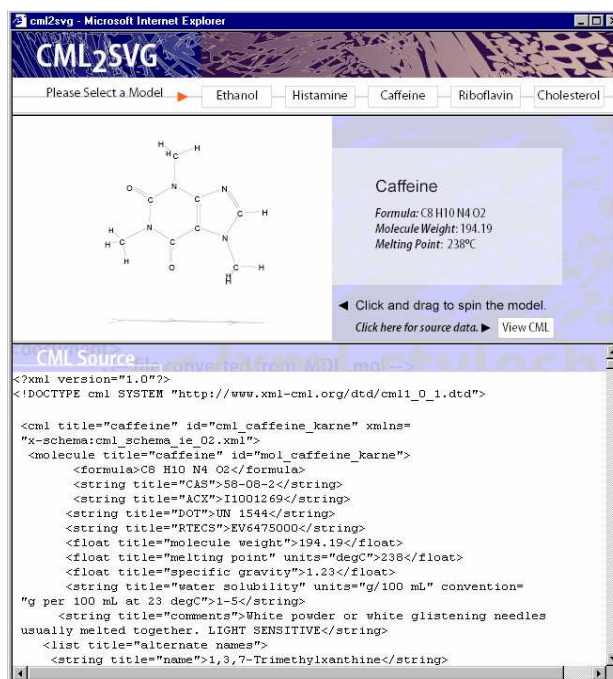 cml2svg - Microsoft Internet Explorer
CML2SVG
Please Select a Model ► Ethanol Histamine Caffeine Riboflavin Cholesterol
H
H C H
O N N
C C
C H
N C
H C C N
H
H O C H
H
Caffeine
Formula: C8 H10 N4 O2
Molecule Weight: 194.19
Melting Point: 238ºC
◄ Click and drag to spin the model.
Click here for source data. ► View CML
CML Source
file converted from MDL mol -->
<?xml version="1.0"?>
<!DOCTYPE cml SYSTEM "http://www.xml-cml.org/dtd/cml1_0_1.dtd">
<cml title="caffeine" id="cml_caffeine_karne" xmlns=
"x-schema:cml_schema_ie_02.xml">
<molecule title="caffeine" id="mol_caffeine_karne">
<formula>C8 H10 N4 O2</formula>
<string title="CAS">58-08-2</string>
<string title="ACX">I1001269</string>
<string title="DOT">UN 1544</string>
<string title="RTECS">EV6475000</string>
<float title="molecule weight">194.19</float>
<float title="melting point" units="degC">238</float>
<float title="specific gravity">1.23</float>
<string title="water solubility" units="g/100 mL" convention=
"g per 100 mL at 23 degC">1-5</string>
<string title="comments">White powder or white glistening needles
usually melted together. LIGHT SENSITIVE</string>
<list title="alternate names">
<string title="name">1,3,7-Trimethylxanthine</string>